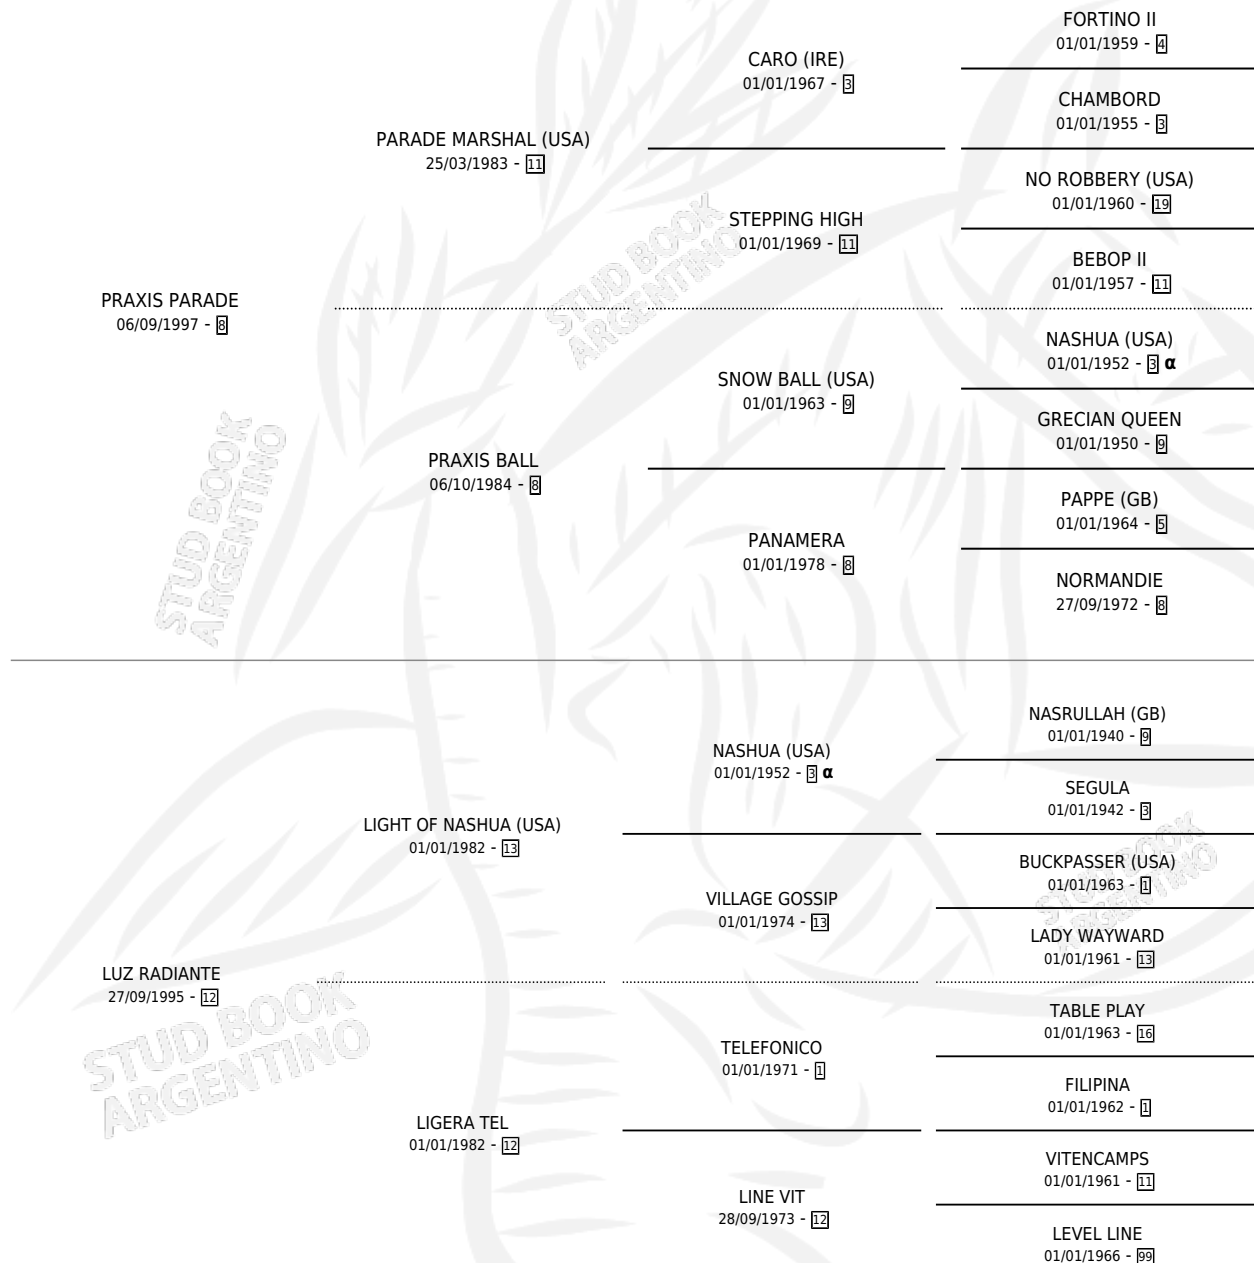 FORTINO II
01/01/1959 - 4
CARO (IRE)
01/01/1967 - 3
CHAMBORD
01/01/1955 - 3
PARADE MARSHAL (USA)
25/03/1983 - 11
NO ROBBERY (USA)
01/01/1960 - 19
STEPPING HIGH
01/01/1969 - 11
BEBOP II
01/01/1957 - 11
PRAXIS PARADE
06/09/1997 - 8
NASHUA (USA)
01/01/1952 - 3 α
SNOW BALL (USA)
01/01/1963 - 9
GRECIAN QUEEN
01/01/1950 - 9
PRAXIS BALL
06/10/1984 - 8
PAPPE (GB)
01/01/1964 - 5
PANAMERA
01/01/1978 - 8
NORMANDIE
27/09/1972 - 8
STUD BOOK
ARGENTINO
STUD BOOK
ARGENTINO
NASRULLAH (GB)
01/01/1940 - 9
NASHUA (USA)
01/01/1952 - 3 α
SEGULA
01/01/1942 - 3
LIGHT OF NASHUA (USA)
01/01/1982 - 13
BUCKPASSER (USA)
01/01/1963 - 1
VILLAGE GOSSIP
01/01/1974 - 13
LADY WAYWARD
01/01/1961 - 13
LUZ RADIANTE
27/09/1995 - 12
TABLE PLAY
01/01/1963 - 16
TELEFONICO
01/01/1971 - 1
FILIPINA
01/01/1962 - 1
LIGERA TEL
01/01/1982 - 12
VITENCAMPS
01/01/1961 - 11
LINE VIT
28/09/1973 - 12
LEVEL LINE
01/01/1966 - 99
STUD BOOK
ARGENTINO
STUD BOOK
ARGENTINO